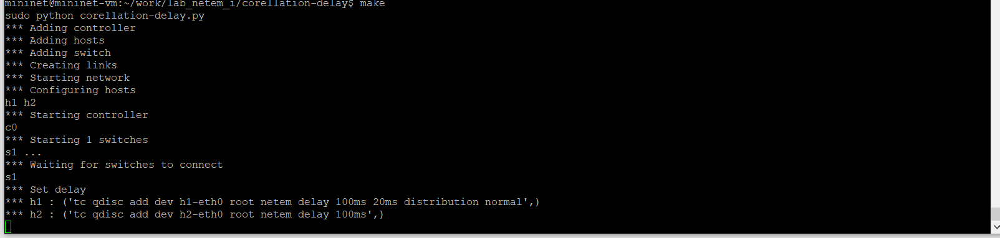 mininet@mininet-vm:~/work/lab_netem_i/corellation-delay$ make
sudo python corellation-delay.py
*** Adding controller
*** Adding hosts
*** Adding switch
*** Creating links
*** Starting network
*** Configuring hosts
h1 h2
*** Starting controller
c0
*** Starting 1 switches
s1 ...
*** Waiting for switches to connect
s1
*** Set delay
*** h1 : ('tc qdisc add dev h1-eth0 root netem delay 100ms 20ms distribution normal',)
*** h2 : ('tc qdisc add dev h2-eth0 root netem delay 100ms',)